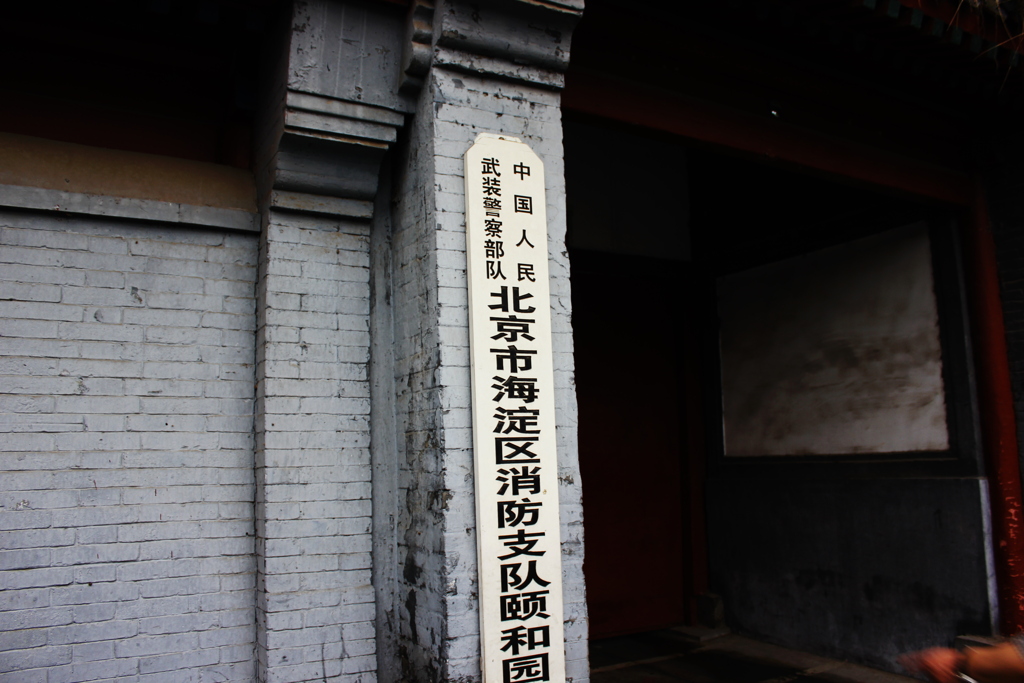 中国人民
武装警察部队
北京市海淀区消防支队颐和园